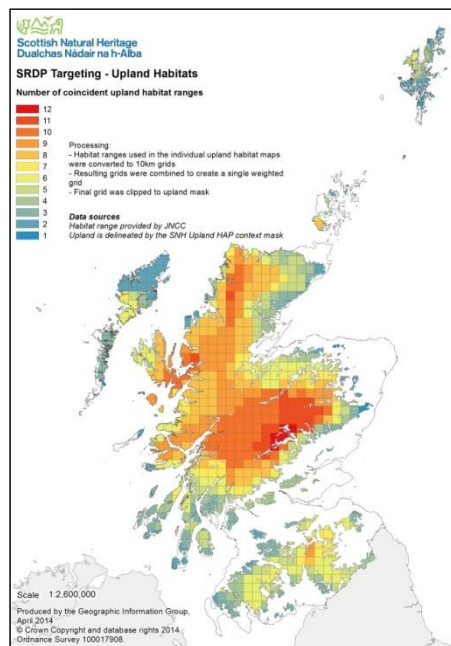 Scottish Natural Heritage
Dualchas Nàdair na h-Alba
SRDP Targeting - Upland Habitats
Number of coincident upland habitat ranges
12
11
10
9
8
7
6
5
4
3
2
1
Processing:
- Habitat ranges used in the individual upland habitat maps
were converted to 10km grids
- Resulting grids were combined to create a single weighted
grid
- Final grid was clipped to upland mask
Data sources
Habitat range provided by JNCC
Upland is delineated by the SNH Upland HAP context mask
Scale 1:2,600,000
Produced by the Geographic Information Group,
April 2014
© Crown Copyright and database rights 2014
Ordnance Survey 100017908.